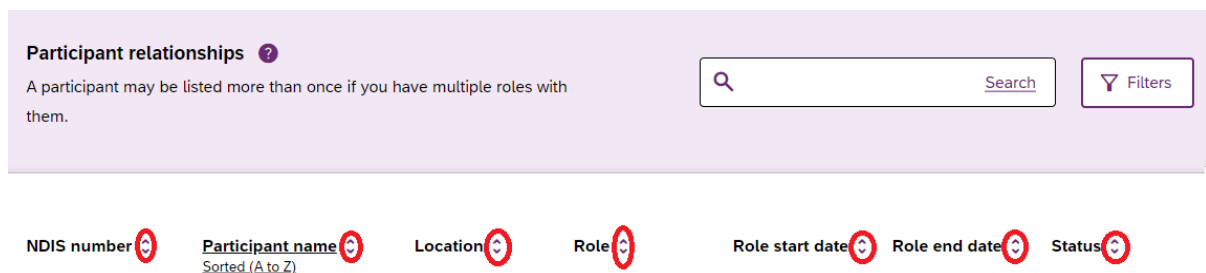 Participant relationships ?
A participant may be listed more than once if you have multiple roles with
them.
Search
Filters
NDIS number Participant name Location Role Role start date Role end date Status
Sorted (A to Z)